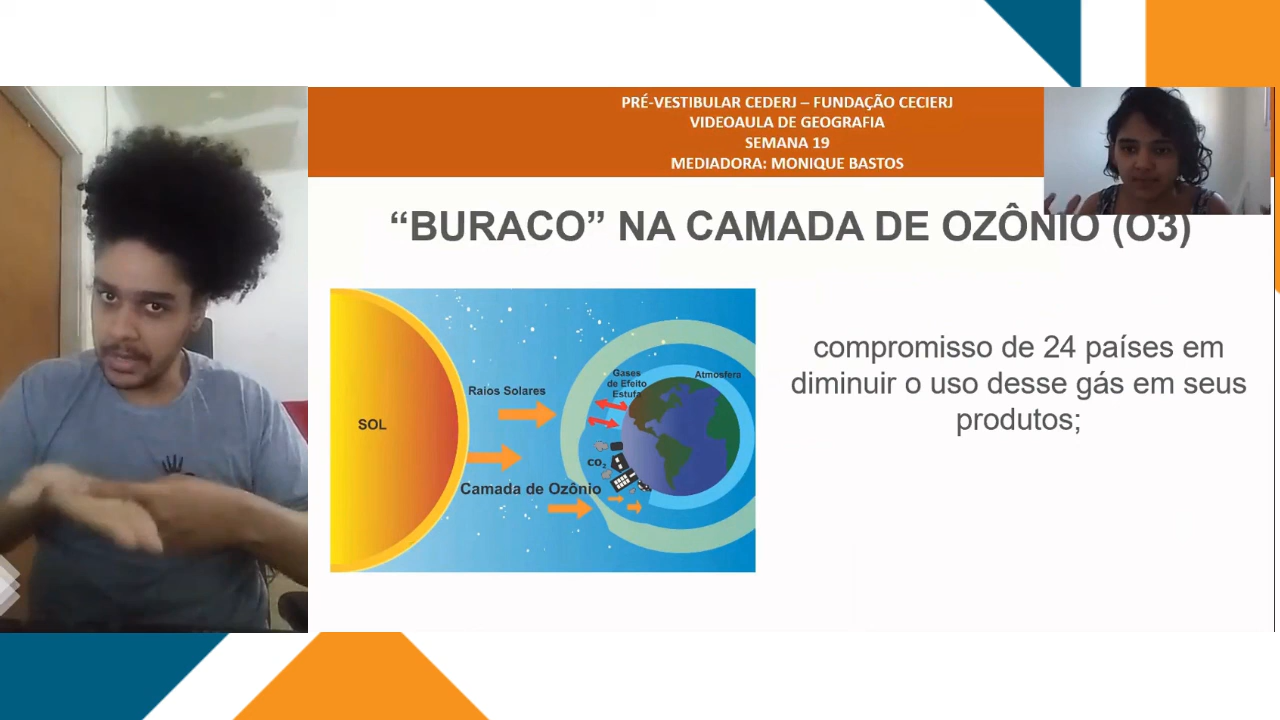 PRÉ-VESTIBULAR CEDERJ – FUNDAÇÃO CECIERJ
VIDEOAULA DE GEOGRAFIA
SEMANA 19
MEDIADORA: MONIQUE BASTOS
“BURACO” NA CAMADA DE OZÔNIO (O3)
SOL
Raios Solares
Gases
de Efeito
Estufa
Atmosfera
CO₂
Camada de Ozônio
compromisso de 24 países em
diminuir o uso desse gás em seus
produtos;